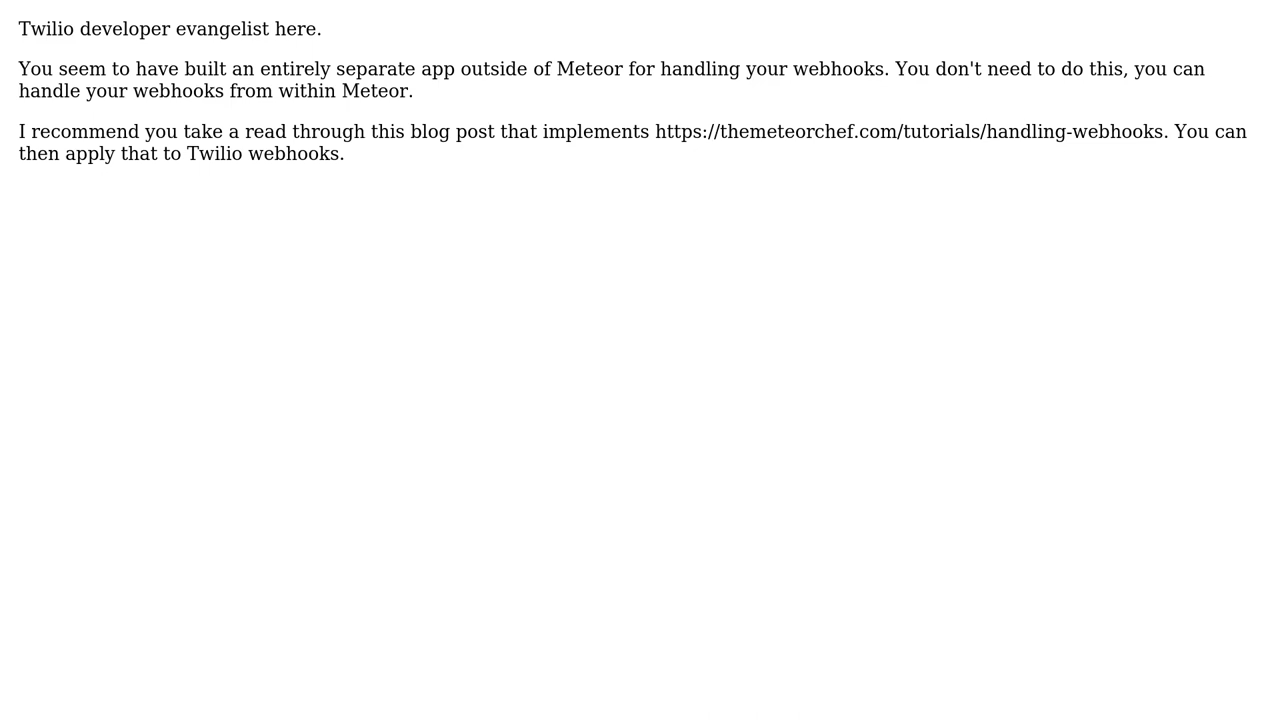 Twilio developer evangelist here.
You seem to have built an entirely separate app outside of Meteor for handling your webhooks. You don't need to do this, you can
handle your webhooks from within Meteor.
I recommend you take a read through this blog post that implements https://themeteorchef.com/tutorials/handling-webhooks. You can
then apply that to Twilio webhooks.